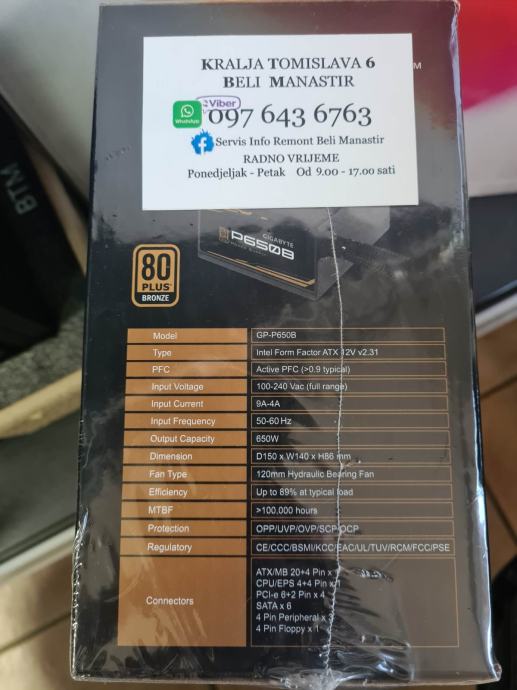 KRALJA TOMISLAVA 6
BELI MANASTIR
WhatsApp
Viber
097 643 6763
Servis Info Remont Beli Manastir
RADNO VRIJEME
Ponedjeljak - Petak Od 9.00 - 17.00 sati
BTM
GIGABYTE
P650B
80
PLUS
BRONZE
Model GP-P650B
Type Intel Form Factor ATX 12V v2.31
PFC Active PFC (>0.9 typical)
Input Voltage 100-240 Vac (full range)
Input Current 9A-4A
Input Frequency 50-60 Hz
Output Capacity 650W
Dimension D150 x W140 x H86 mm
Fan Type 120mm Hydraulic Bearing Fan
Efficiency Up to 89% at typical load
MTBF >100,000 hours
Protection OPP/UVP/OVP/SCP/OCP
Regulatory CE/CCC/BSMI/KCC/EAC/UL/TUV/RCM/FCC/PSE
Connectors
ATX/MB 20+4 Pin x 1
CPU/EPS 4+4 Pin x 1
PCI-e 6+2 Pin x 4
SATA x 6
4 Pin Peripheral x 3
4 Pin Floppy x 1